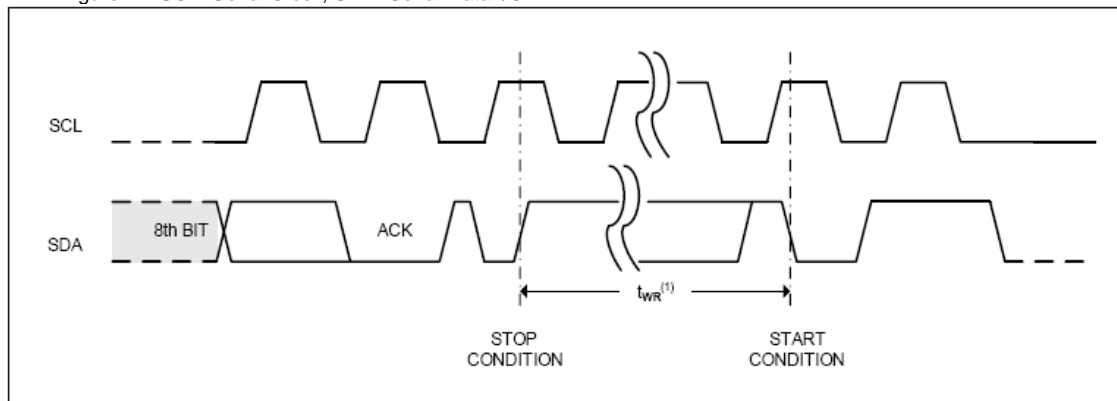 SCL
8th BIT
ACK
SDA
tWR(1)
STOP
CONDITION
START
CONDITION